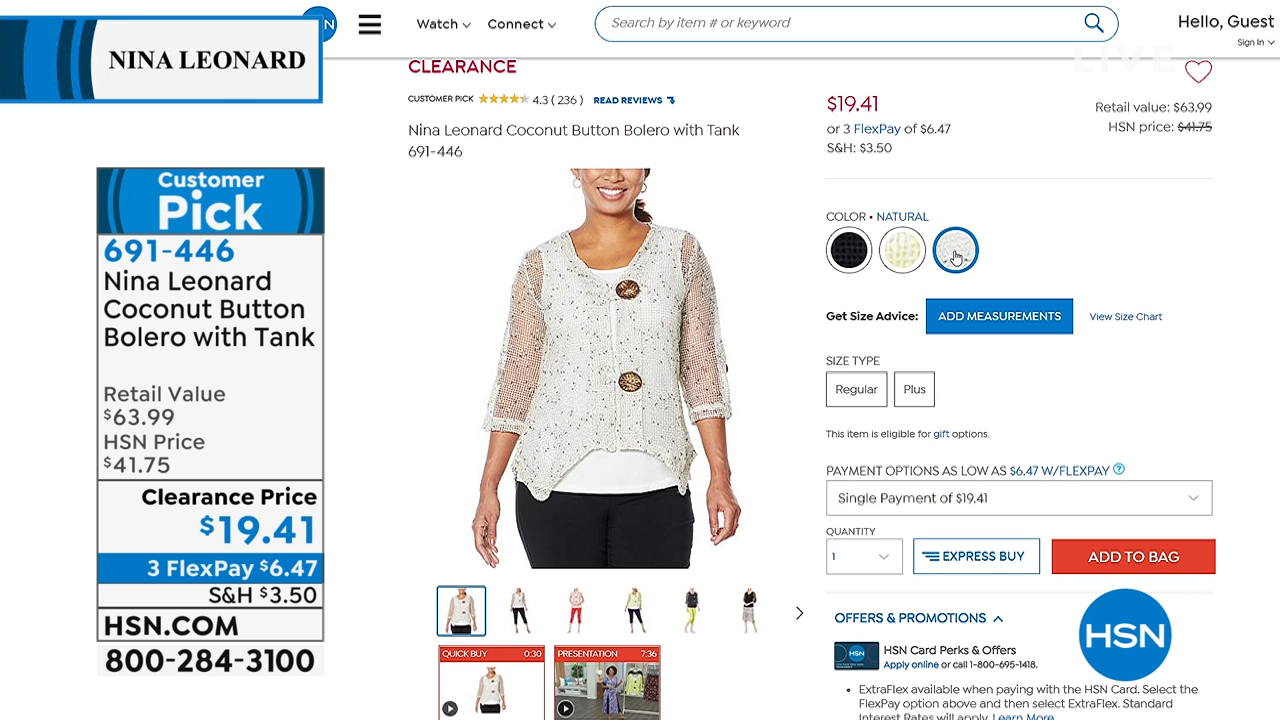 NINA LEONARD
Customer
Pick
691-446
Nina Leonard
Coconut Button
Bolero with Tank
Retail Value
$63.99
HSN Price
$41.75
Clearance Price
$19.41
3 FlexPay $6.47
S&H $3.50
HSN.COM
800-284-3100
Watch
Connect
Search by item # or keyword
Hello, Guest
Sign In
LIVE
CLEARANCE
CUSTOMER PICK 4.3 ( 236 ) READ REVIEWS
Nina Leonard Coconut Button Bolero with Tank
691-446
QUICK BUY 0:30
PRESENTATION 7:36
$19.41
or 3 FlexPay of $6.47
S&H: $3.50
Retail value: $63.99
HSN price: $41.75
COLOR • NATURAL
Get Size Advice: ADD MEASUREMENTS View Size Chart
SIZE TYPE
Regular Plus
This item is eligible for gift options.
PAYMENT OPTIONS AS LOW AS $6.47 W/FLEXPAY ?
Single Payment of $19.41
QUANTITY
1 EXPRESS BUY ADD TO BAG
OFFERS & PROMOTIONS
HSN
HSN Card Perks & Offers
Apply online or call 1-800-695-1418.
HSN
• ExtraFlex available when paying with the HSN Card. Select the
FlexPay option above and then select ExtraFlex. Standard
Interest Rates will apply. Learn More